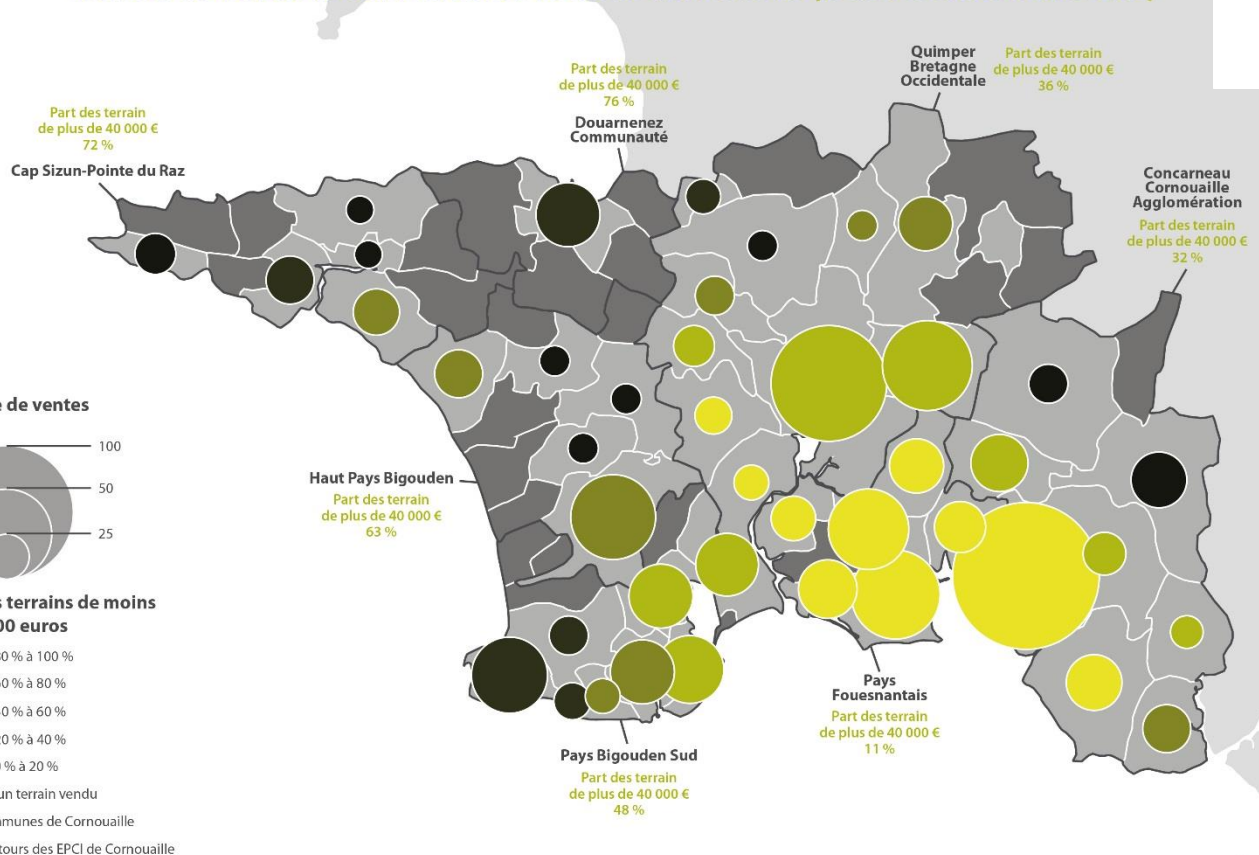 Quimper
Bretagne
Occidentale
Part des terrain
de plus de 40 000 €
36 %
Part des terrain
de plus de 40 000 €
76 %
Douarnenez
Communauté
Part des terrain
de plus de 40 000 €
72 %
Cap Sizun-Pointe du Raz
Concarneau
Cornouaille
Agglomération
Part des terrain
de plus de 40 000 €
32 %
de ventes
100
50
25
Haut Pays Bigouden
Part des terrain
de plus de 40 000 €
63 %
terrains de moins
00 euros
0 % à 100 %
0 % à 80 %
0 % à 60 %
20 % à 40 %
% à 20 %
un terrain vendu
munes de Cornouaille
tours des EPCI de Cornouaille
Pays
Fouesnantais
Part des terrain
de plus de 40 000 €
11 %
Pays Bigouden Sud
Part des terrain
de plus de 40 000 €
48 %